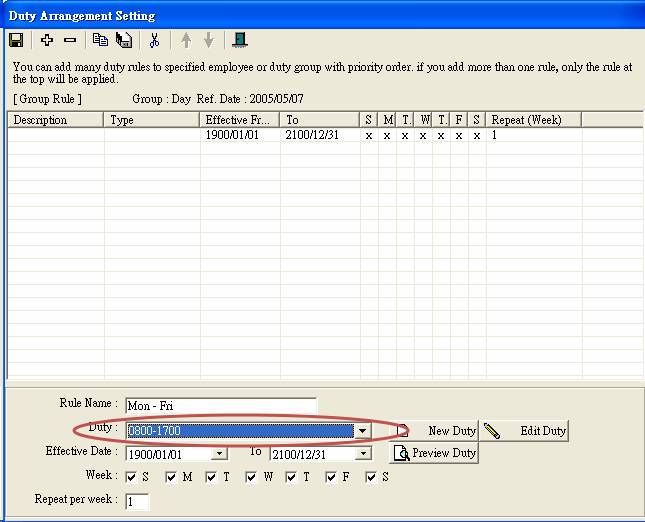 Duty Arrangement Setting
You can add many duty rules to specified employee or duty group with priority order. if you add more than one rule, only the rule at
the top will be applied.
[ Group Rule ] Group : Day Ref. Date : 2005/05/07
Description Type Effective Fr... To S M T. W T. F S Repeat (Week)
1900/01/01 2100/12/31 x x x x x x x 1
Rule Name : Mon - Fri
Duty : 0800-1700 New Duty Edit Duty
Effective Date : 1900/01/01 To 2100/12/31 Preview Duty
Week : S M T W T F S
Repeat per week : 1